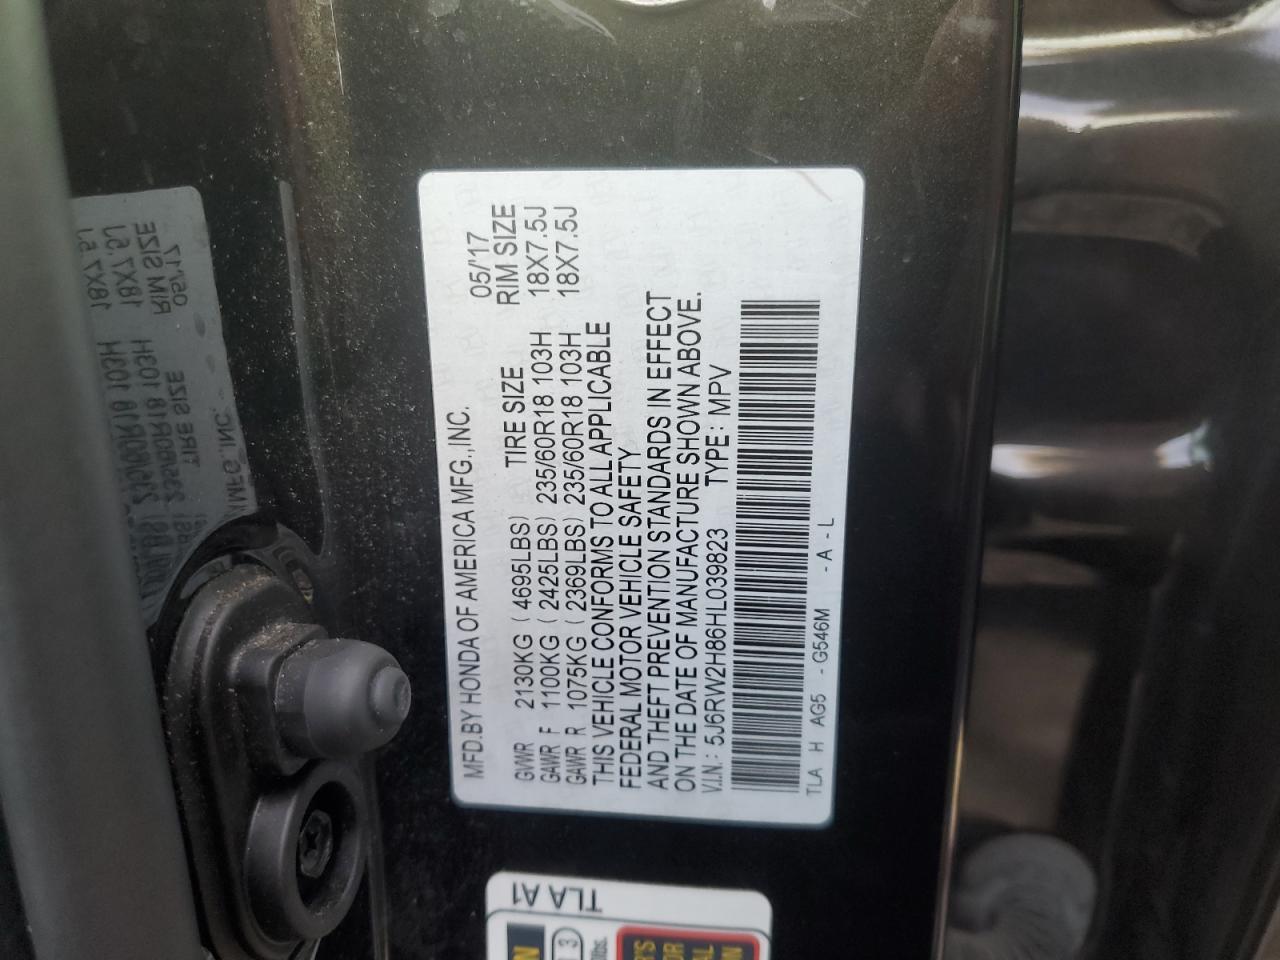 MFD.BY HONDA OF AMERICA MFG.,INC. 05/'17
GVWR 2130KG ( 4695LBS) TIRE SIZE RIM SIZE
GAWR F 1100KG ( 2425LBS) 235/60R18 103H 18X7.5J
GAWR R 1075KG ( 2369LBS) 235/60R18 103H 18X7.5J
THIS VEHICLE CONFORMS TO ALL APPLICABLE
FEDERAL MOTOR VEHICLE SAFETY
AND THEFT PREVENTION STANDARDS IN EFFECT
ON THE DATE OF MANUFACTURE SHOWN ABOVE.
V.I.N.: 5J6RW2H86HL039823 TYPE: MPV
TLA H AG5 - G546M - A - L
TLA A1
3
lbs.